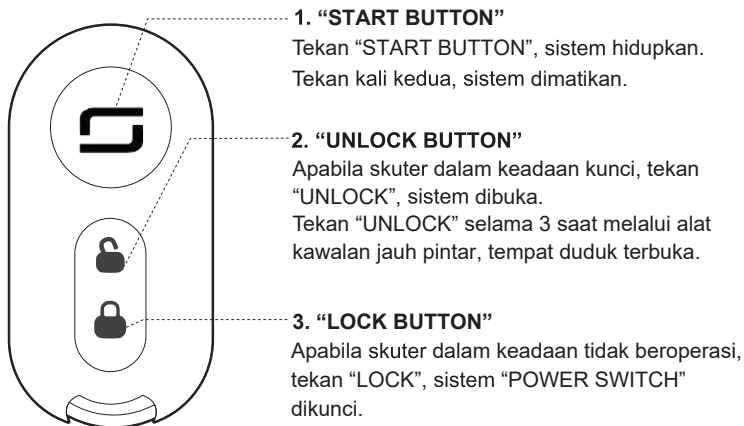 1. “START BUTTON”
Tekan “START BUTTON”, sistem hidupkan.
Tekan kali kedua, sistem dimatikan.
2. “UNLOCK BUTTON”
Apabila skuter dalam keadaan kunci, tekan
“UNLOCK”, sistem dibuka.
Tekan “UNLOCK” selama 3 saat melalui alat
kawalan jauh pintar, tempat duduk terbuka.
3. “LOCK BUTTON”
Apabila skuter dalam keadaan tidak beroperasi,
tekan “LOCK”, sistem “POWER SWITCH”
dikunci.